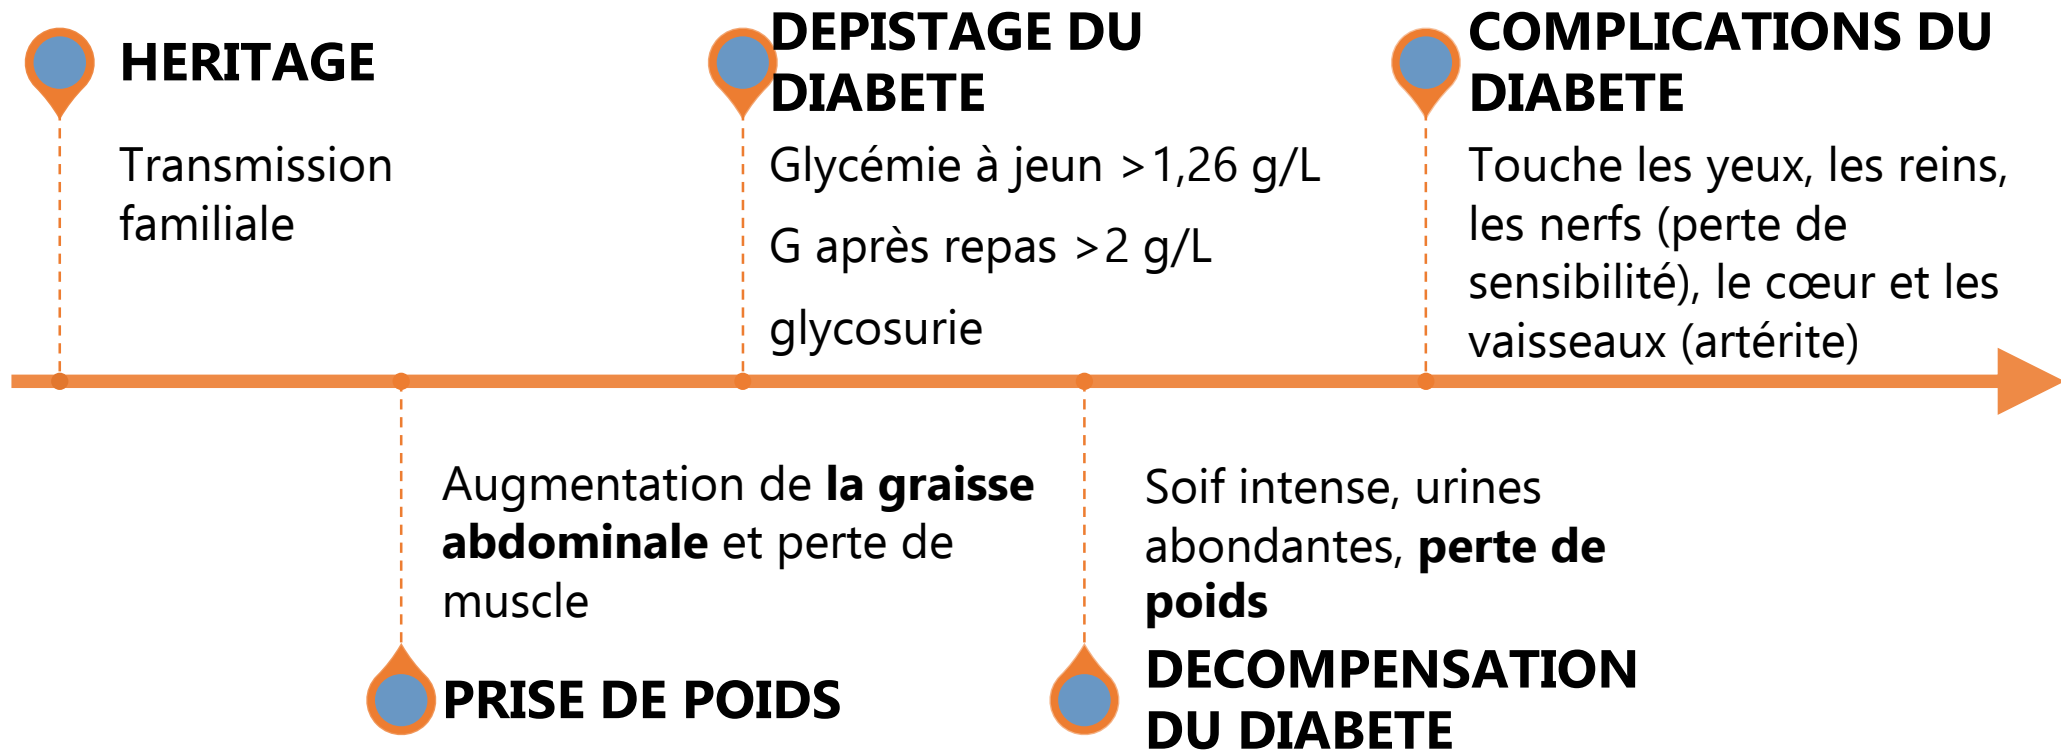 HERITAGE
Transmission
familiale
DEPISTAGE DU
DIABETE
Glycémie à jeun >1,26 g/L
G après repas >2 g/L
glycosurie
COMPLICATIONS DU
DIABETE
Touche les yeux, les reins,
les nerfs (perte de
sensibilité), le cœur et les
vaisseaux (artérite)
Augmentation de la graisse
abdominale et perte de
muscle
PRISE DE POIDS
Soif intense, urines
abondantes, perte de
poids
DECOMPENSATION
DU DIABETE